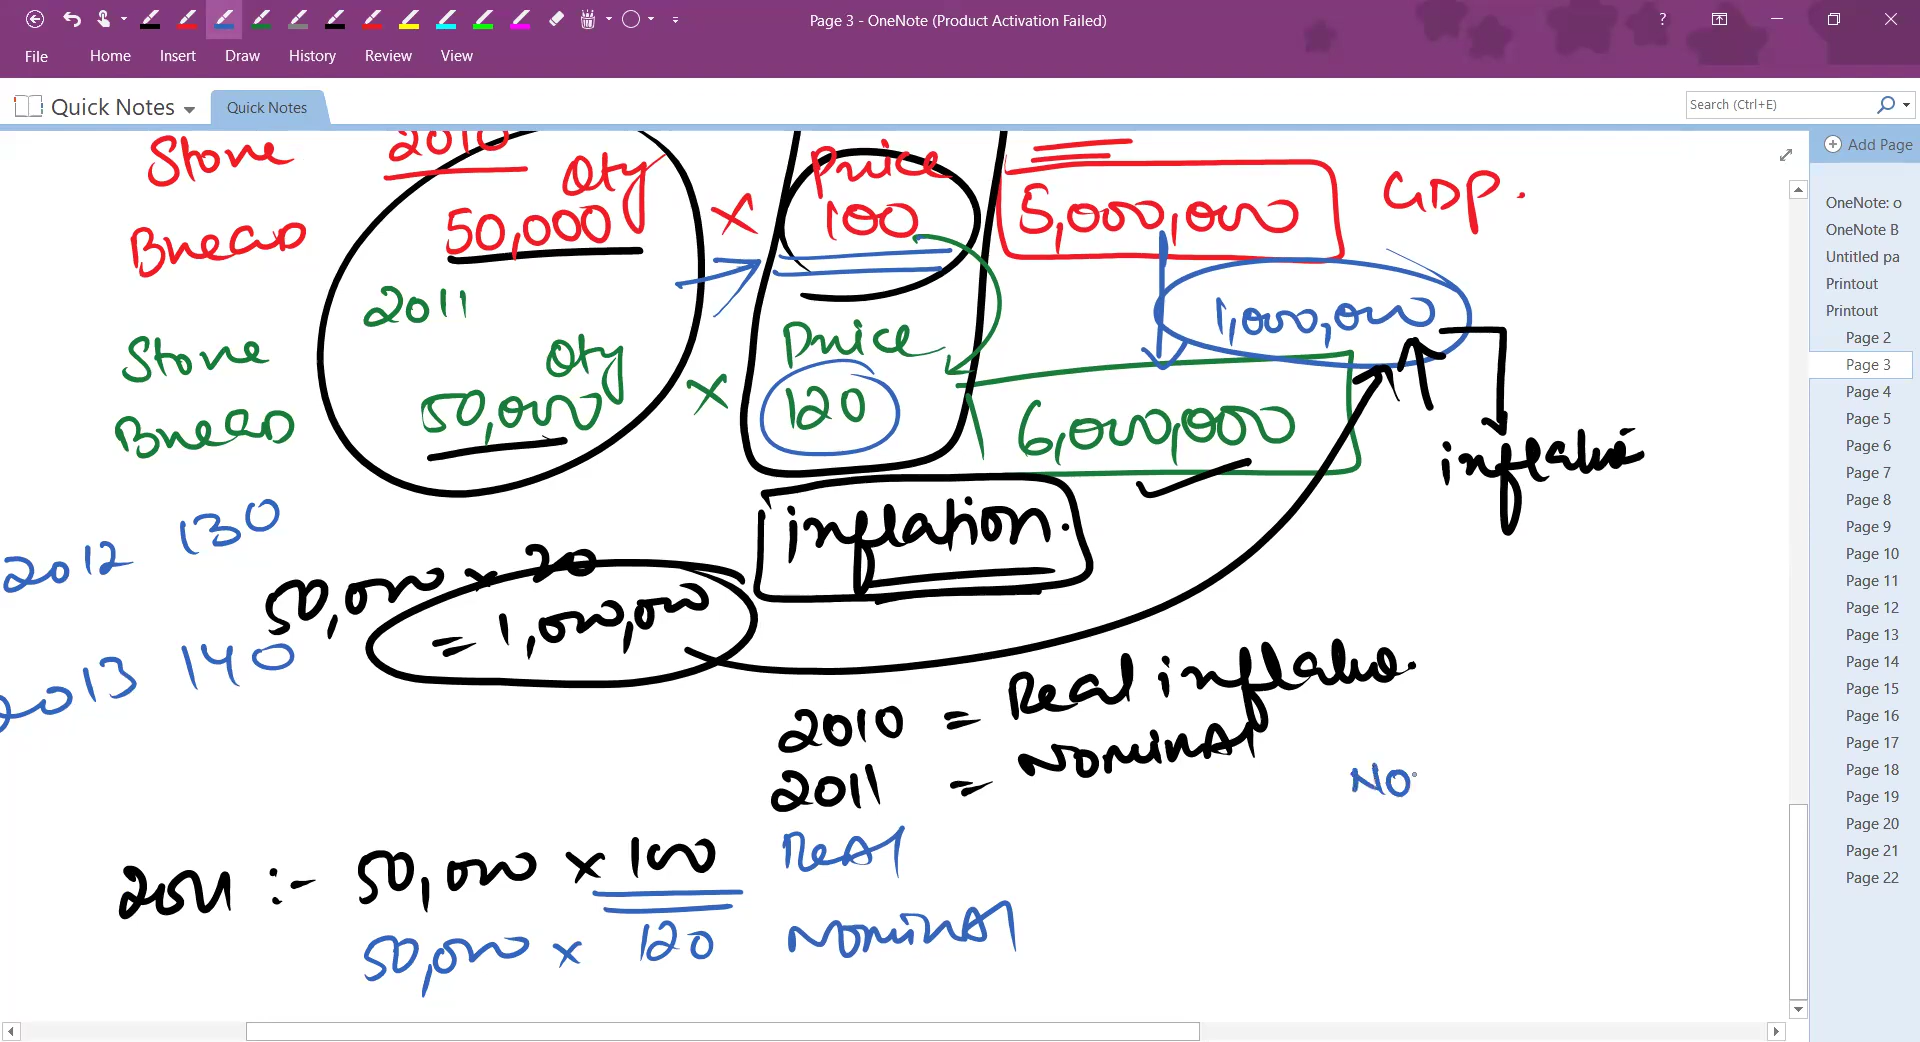 Page 3 - OneNote (Product Activation Failed)
?
File Home Insert Draw History Review View
Quick Notes
Quick Notes
Search (Ctrl+E)
Add Page
OneNote: o
OneNote B
Untitled pa
Printout
Printout
Page 2
Page 3
Page 4
Page 5
Page 6
Page 7
Page 8
Page 9
Page 10
Page 11
Page 12
Page 13
Page 14
Page 15
Page 16
Page 17
Page 18
Page 19
Page 20
Page 21
Page 22
Stone 2010 Qty Price
Bread 50,000 × 100 5,000,000 GDP.
2011 1,000,000
Stone Qty Price
Bread 50,000 × 120 6,000,000
inflation.
2012 130
50,000 × 20
= 1,000,000
2013 140
2010 = Real
2011 = Nominal
NO
2011 :- 50,000 × 100 Real
50,000 × 120 Nominal